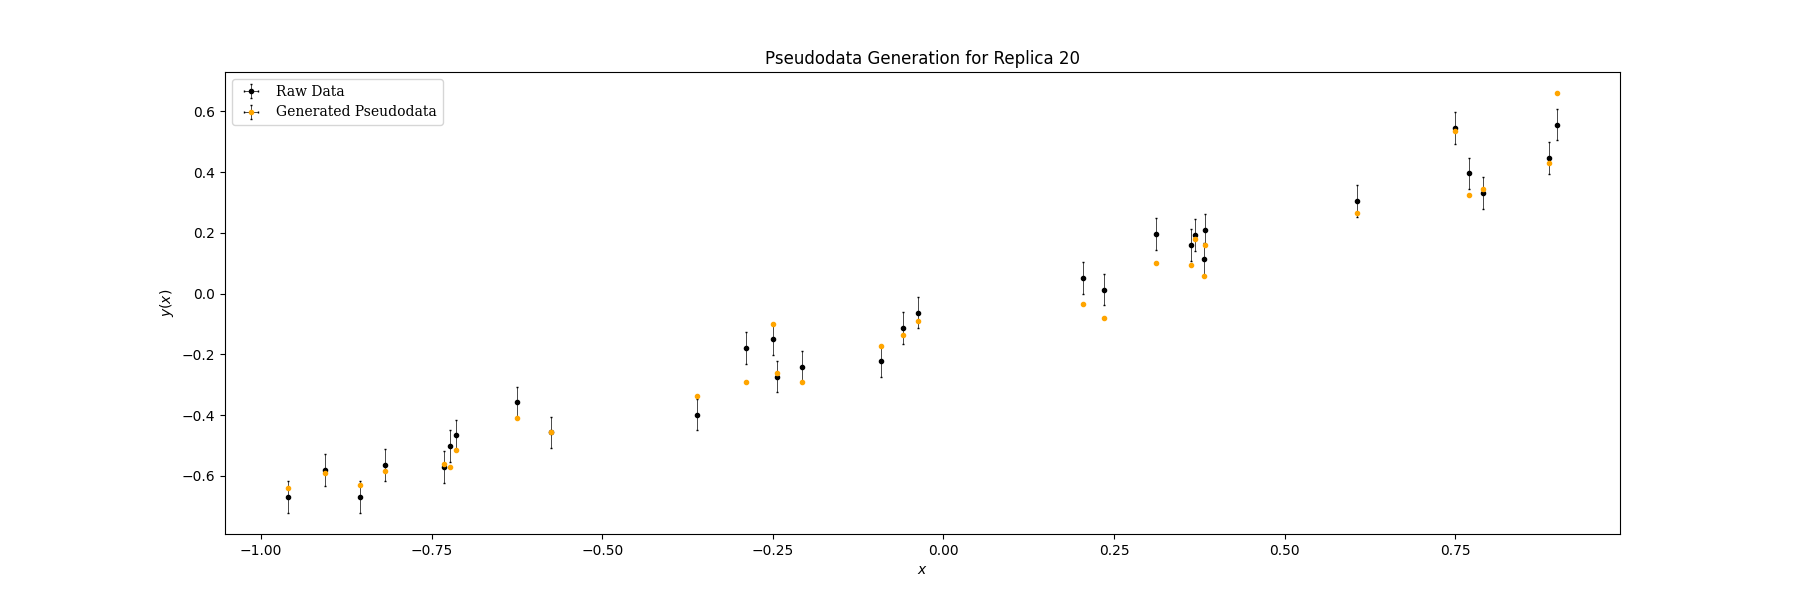 Pseudodata Generation for Replica 20
Raw Data
Generated Pseudodata
y(x)
0.6
0.4
0.2
0.0
−0.2
−0.4
−0.6
−1.00 −0.75 −0.50 −0.25 0.00 0.25 0.50 0.75
x